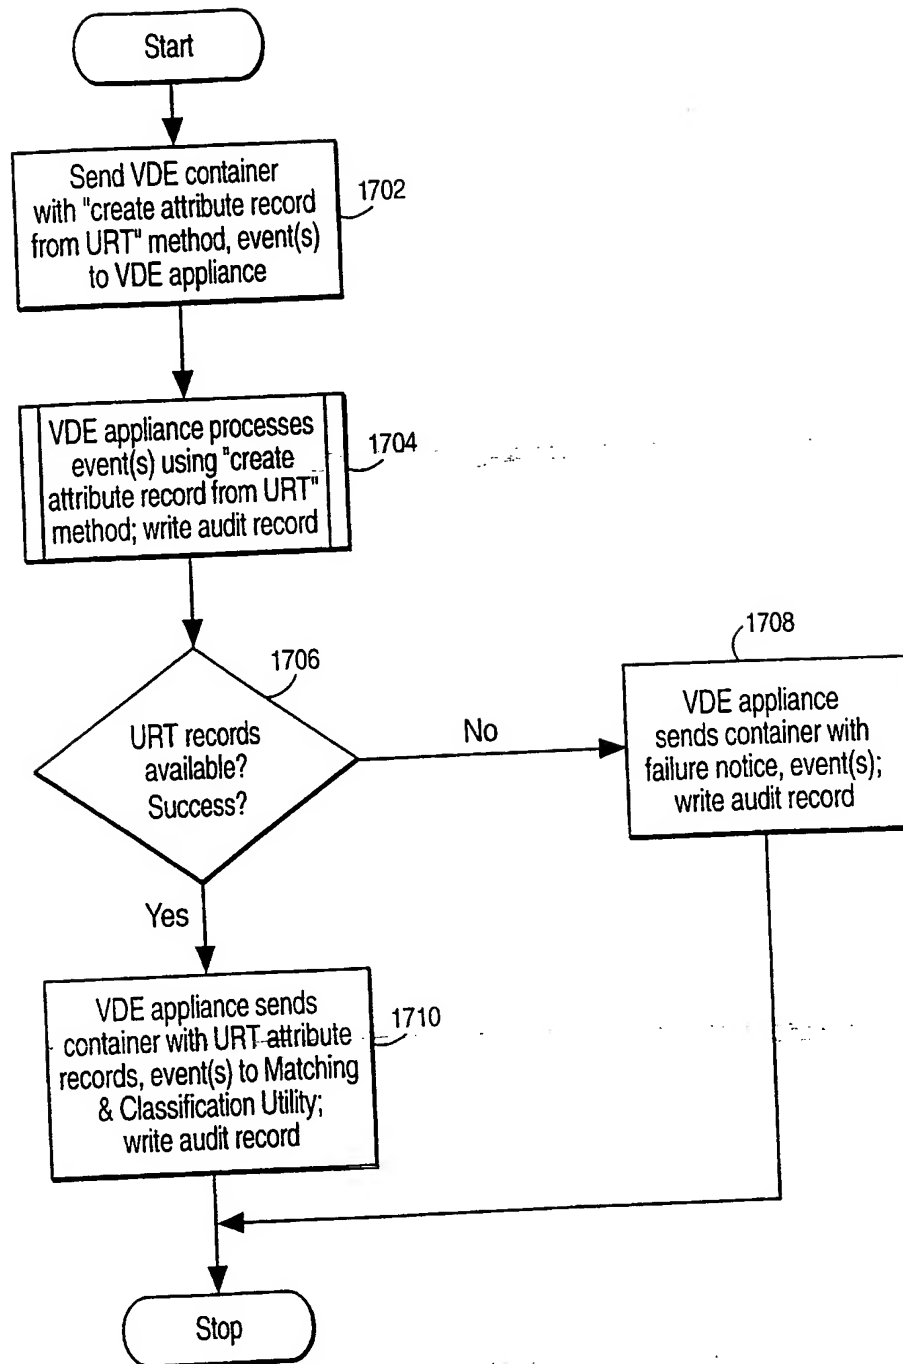 Start
Send VDE container
with "create attribute record
from URT" method, event(s)
to VDE appliance
1702
VDE appliance processes
event(s) using "create
attribute record from URT"
method; write audit record
1704
1706
URT records
available?
Success?
No
1708
VDE appliance
sends container with
failure notice, event(s);
write audit record
Yes
VDE appliance sends
container with URT attribute
records, event(s) to Matching
& Classification Utility;
write audit record
1710
Stop